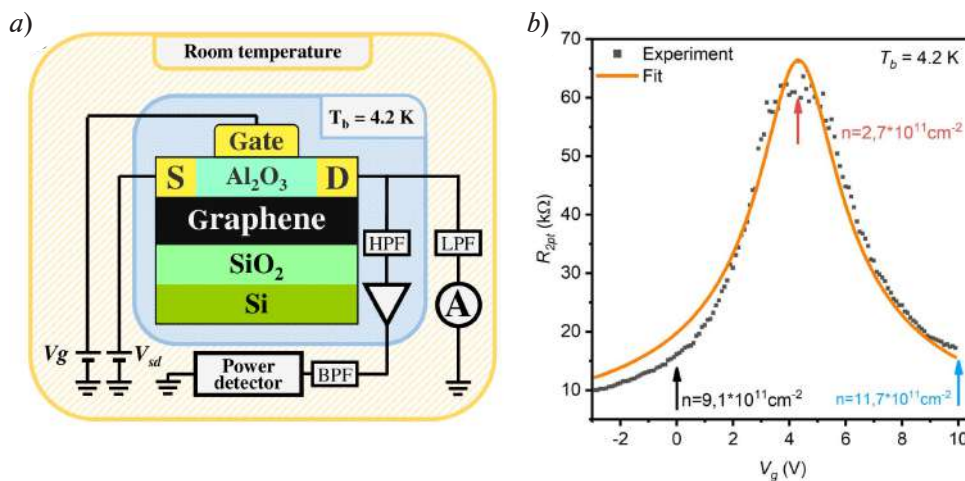 a)
Room temperature
T_b = 4.2 K
Gate
S
Al₂O₃
D
Graphene
HPF
LPF
SiO₂
Si
A
Vg
V_sd
Power
detector
BPF
b)
70
60
50
40
30
20
10
R_2pt (kΩ)
Experiment
Fit
T_b = 4.2 K
n=2,7*10¹¹cm⁻²
n=9,1*10¹¹cm⁻²
n=11,7*10¹¹cm⁻²
-2 0 2 4 6 8 10
V_g (V)